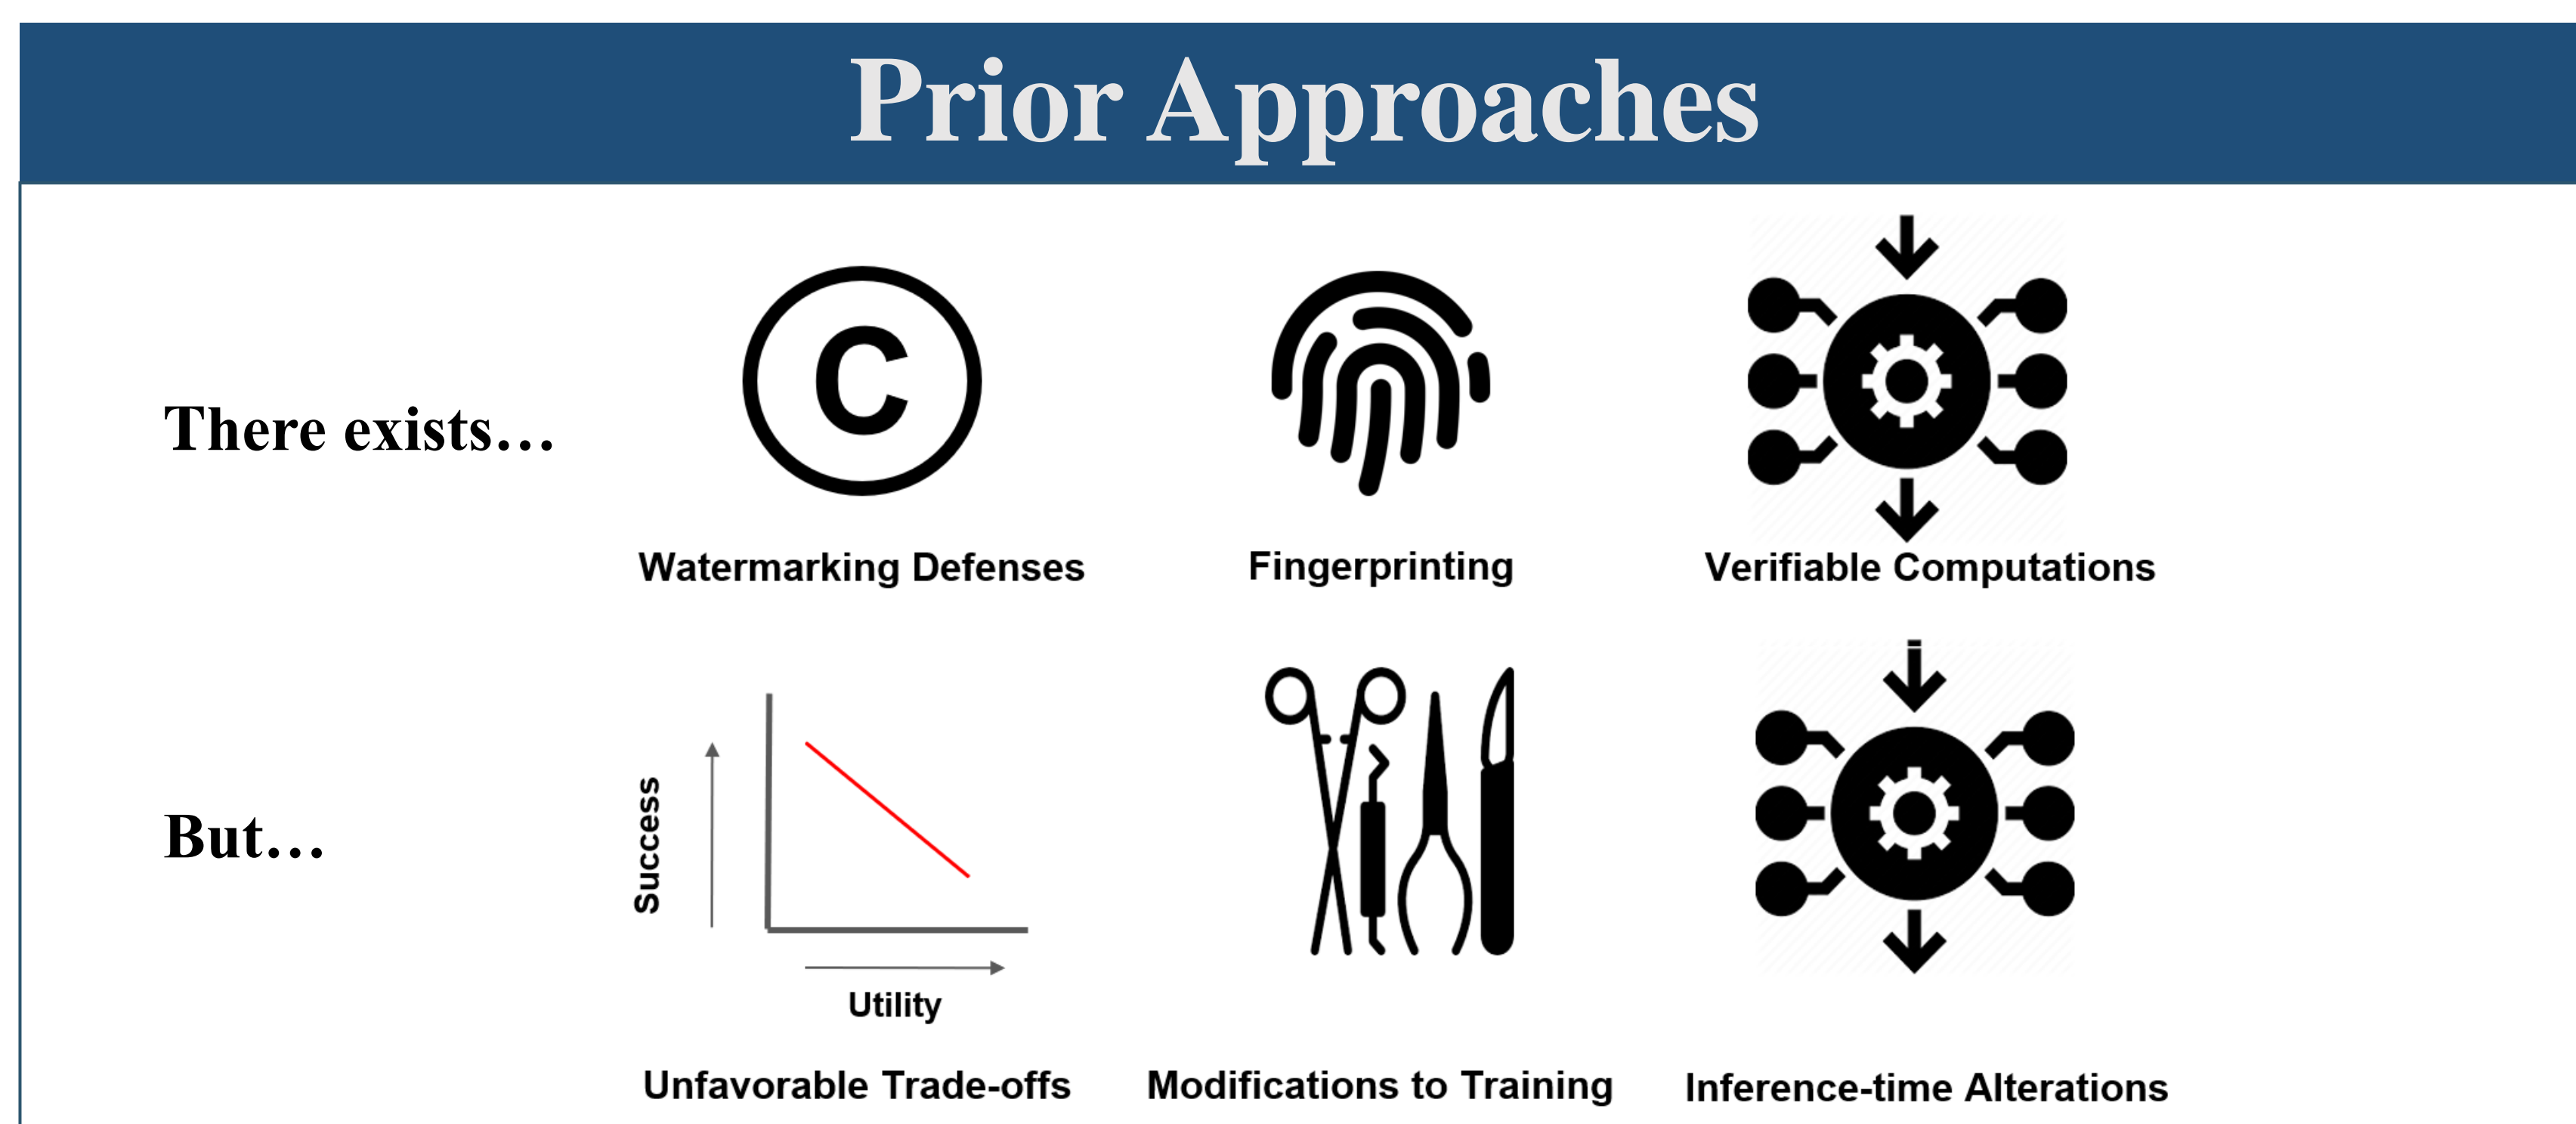 Prior Approaches
There exists…
C
Watermarking Defenses
Fingerprinting
Verifiable Computations
But…
Success
Utility
Unfavorable Trade-offs
Modifications to Training
Inference-time Alterations